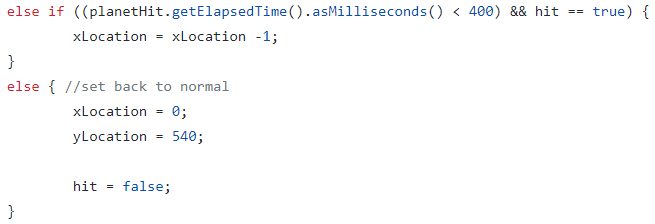 else if ((planetHit.getElapsedTime().asMilliseconds() < 400) && hit == true) {
        xLocation = xLocation -1;
}
else { //set back to normal
        xLocation = 0;
        yLocation = 540;

        hit = false;
}